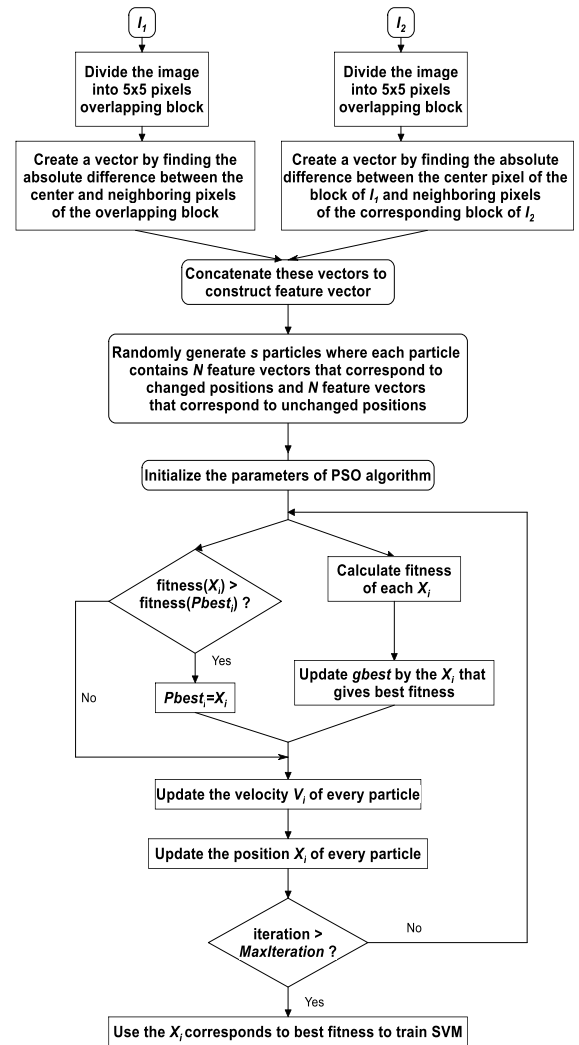 I1
I2
Divide the image
into 5x5 pixels
overlapping block
Divide the image
into 5x5 pixels
overlapping block
Create a vector by finding the
absolute difference between the
center and neighboring pixels
of the overlapping block
Create a vector by finding the absolute
difference between the center pixel of the
block of I1 and neighboring pixels
of the corresponding block of I2
Concatenate these vectors to
construct feature vector
Randomly generate s particles where each particle
contains N feature vectors that correspond to
changed positions and N feature vectors
that correspond to unchanged positions
Initialize the parameters of PSO algorithm
fitness(Xi) >
fitness(Pbesti) ?
Calculate fitness
of each Xi
Yes
No
Pbesti=Xi
Update gbest by the Xi that
gives best fitness
Update the velocity Vi of every particle
Update the position Xi of every particle
iteration >
MaxIteration ?
No
Yes
Use the Xi corresponds to best fitness to train SVM